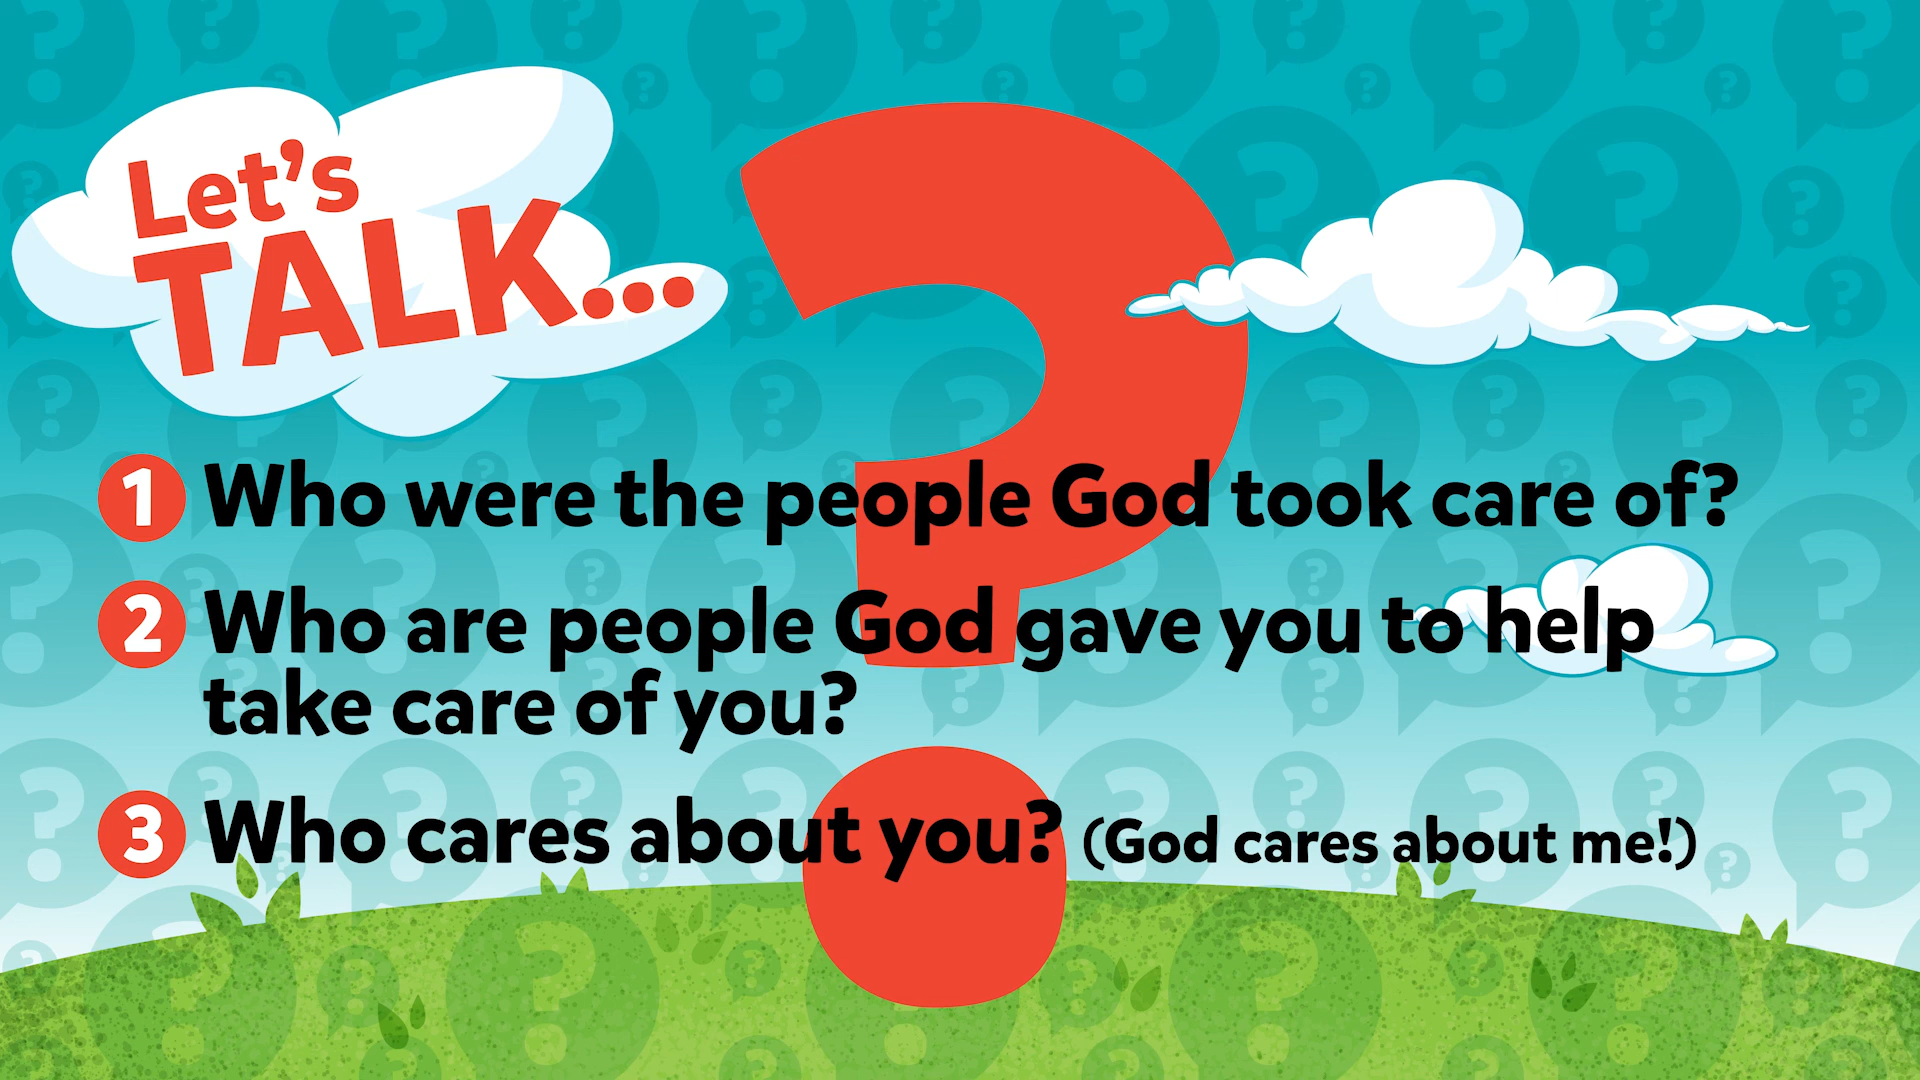 Let's
TALK...
1 Who were the people God took care of?
2 Who are people God gave you to help
take care of you?
3 Who cares about you? (God cares about me!)